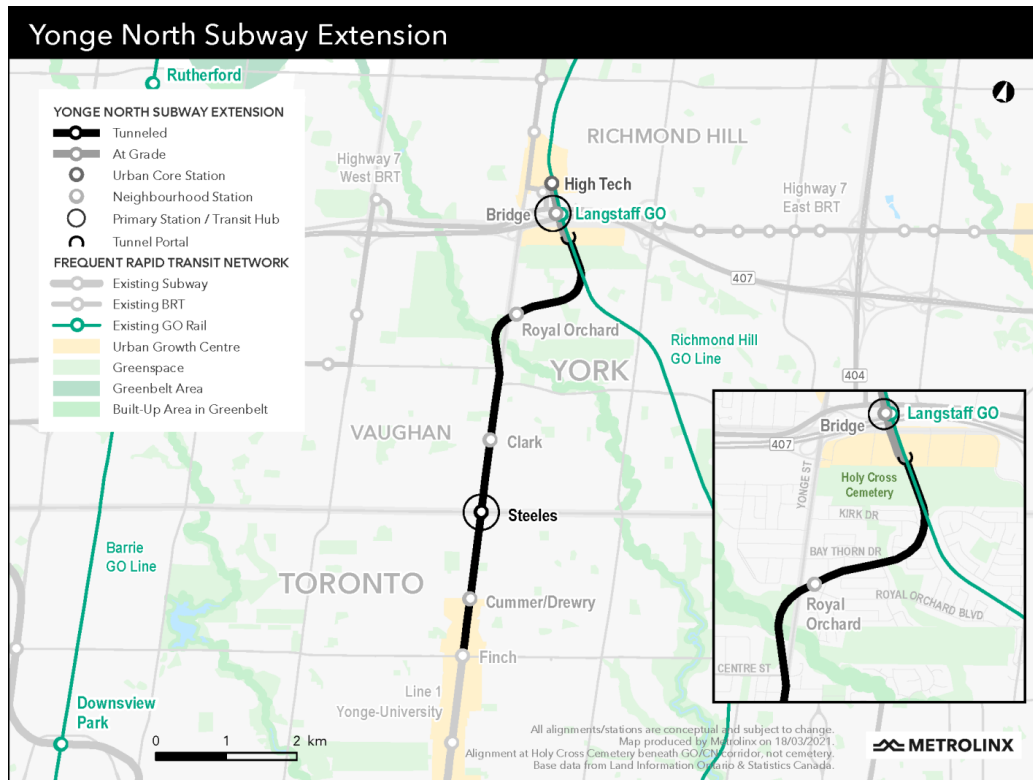 Yonge North Subway Extension
Rutherford
YONGE NORTH SUBWAY EXTENSION
Tunneled
At Grade
Urban Core Station
Neighbourhood Station
Primary Station / Transit Hub
Tunnel Portal
FREQUENT RAPID TRANSIT NETWORK
Existing Subway
Existing BRT
Existing GO Rail
Urban Growth Centre
Greenspace
Greenbelt Area
Built-Up Area in Greenbelt
RICHMOND HILL
Highway 7
West BRT
High Tech
Highway 7
East BRT
Bridge
Langstaff GO
407
Royal Orchard
YORK
Richmond Hill
GO Line
404
VAUGHAN
Clark
Steeles
Barrie
GO Line
TORONTO
Cummer/Drewry
Finch
Line 1
Yonge-University
Downsview
Park
0 1 2 km
Langstaff GO
Bridge
407
YONGE ST
Holy Cross
Cemetery
KIRK DR
BAY THORN DR
Royal
Orchard
ROYAL ORCHARD BLVD
CENTRE ST
All alignments/stations are conceptual and subject to change.
Map produced by Metrolinx on 18/03/2021.
Alignment at Holy Cross Cemetery beneath GO/CN corridor, not cemetery.
Base data from Land Information Ontario & Statistics Canada.
METROLINX